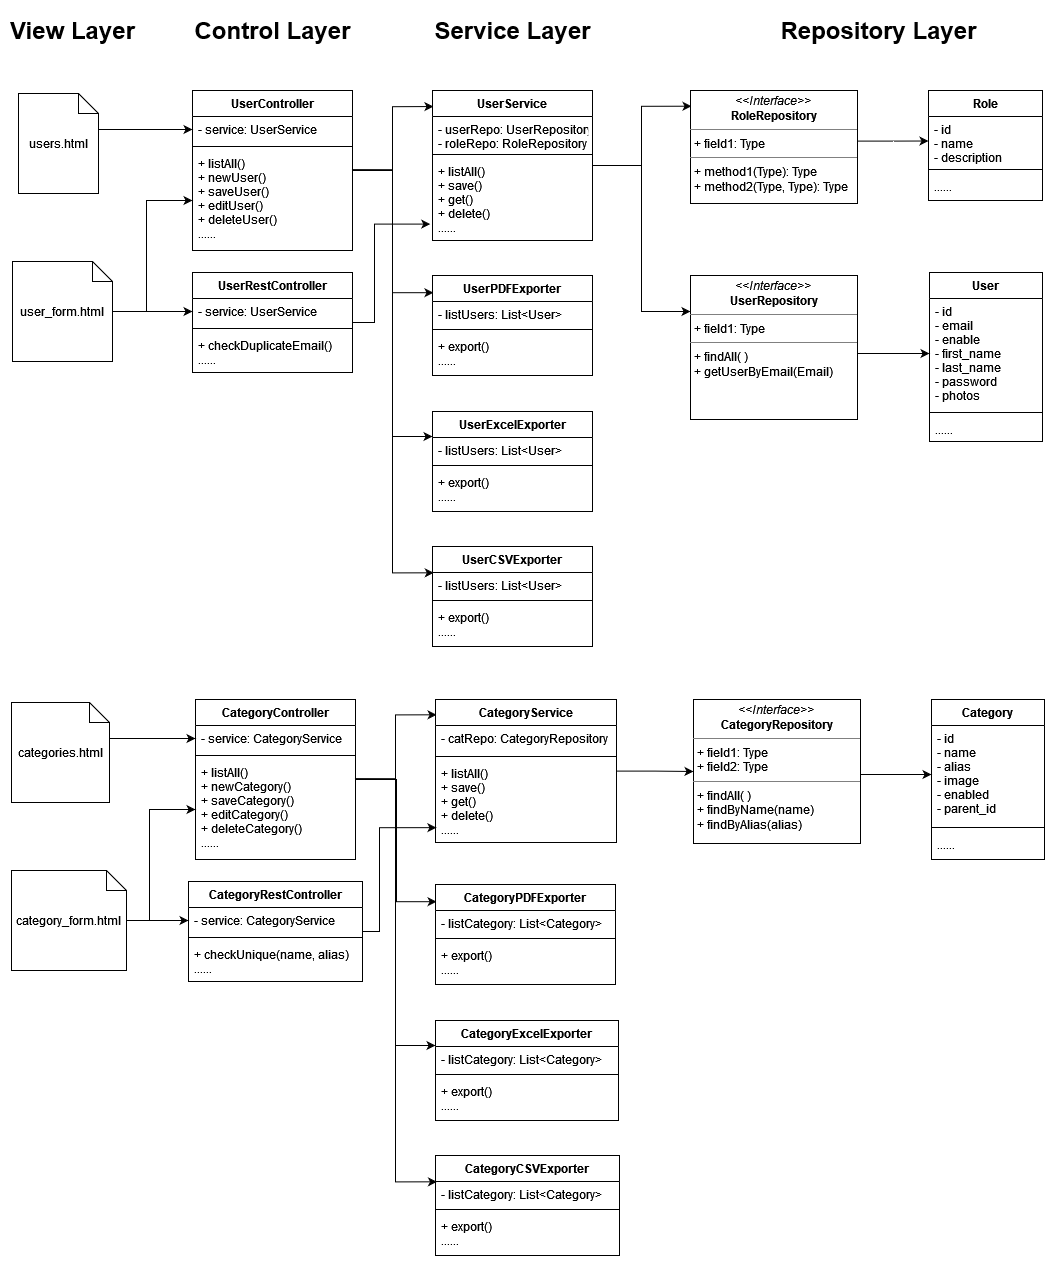 View Layer
Control Layer
Service Layer
Repository Layer
users.html
user_form.html
UserController
- service: UserService
+ listAll()
+ newUser()
+ saveUser()
+ editUser()
+ deleteUser()
......
UserRestController
- service: UserService
+ checkDuplicateEmail()
......
UserService
- userRepo: UserRepository
- roleRepo: RoleRepository
+ listAll()
+ save()
+ get()
+ delete()
......
UserPDFExporter
- listUsers: List<User>
+ export()
......
UserExcelExporter
- listUsers: List<User>
+ export()
......
UserCSVExporter
- listUsers: List<User>
+ export()
......
<<Interface>>
RoleRepository
+ field1: Type
+ method1(Type): Type
+ method2(Type, Type): Type
Role
- id
- name
- description
......
<<Interface>>
UserRepository
+ field1: Type
+ findAll( )
+ getUserByEmail(Email)
User
- id
- email
- enable
- first_name
- last_name
- password
- photos
......
categories.html
category_form.html
CategoryController
- service: CategoryService
+ listAll()
+ newCategory()
+ saveCategory()
+ editCategory()
+ deleteCategory()
......
CategoryRestController
- service: CategoryService
+ checkUnique(name, alias)
......
CategoryService
- catRepo: CategoryRepository
+ listAll()
+ save()
+ get()
+ delete()
......
CategoryPDFExporter
- listCategory: List<Category>
+ export()
......
CategoryExcelExporter
- listCategory: List<Category>
+ export()
......
CategoryCSVExporter
- listCategory: List<Category>
+ export()
......
<<Interface>>
CategoryRepository
+ field1: Type
+ field2: Type
+ findAll( )
+ findByName(name)
+ findByAlias(alias)
Category
- id
- name
- alias
- image
- enabled
- parent_id
......